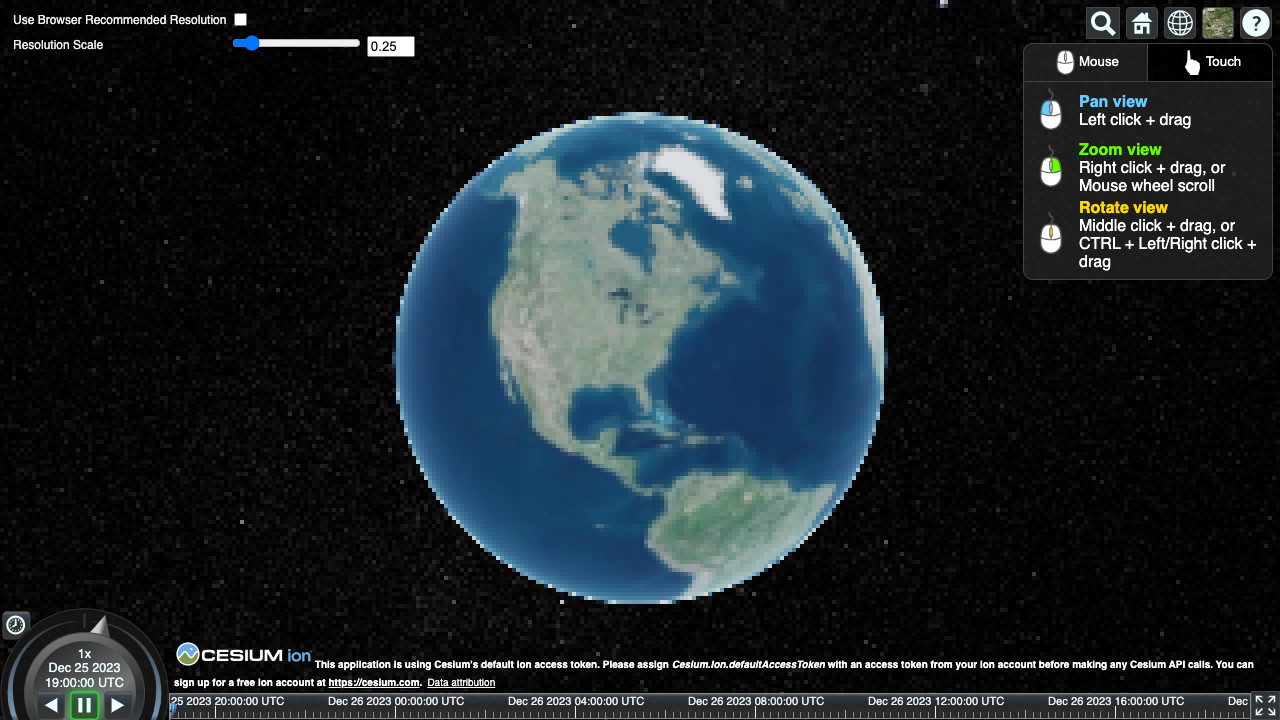 Use Browser Recommended Resolution
Resolution Scale
0.25
?
Mouse
Touch
Pan view
Left click + drag
Zoom view
Right click + drag, or
Mouse wheel scroll
Rotate view
Middle click + drag, or
CTRL + Left/Right click +
drag
1x
Dec 25 2023
19:00:00 UTC
CESIUM ion
This application is using Cesium's default ion access token. Please assign Cesium.Ion.defaultAccessToken with an access token from your ion account before making any Cesium API calls. You can
sign up for a free ion account at https://cesium.com. Data attribution
25 2023 20:00:00 UTC
Dec 26 2023 00:00:00 UTC
Dec 26 2023 04:00:00 UTC
Dec 26 2023 08:00:00 UTC
Dec 26 2023 12:00:00 UTC
Dec 26 2023 16:00:00 UTC
Dec